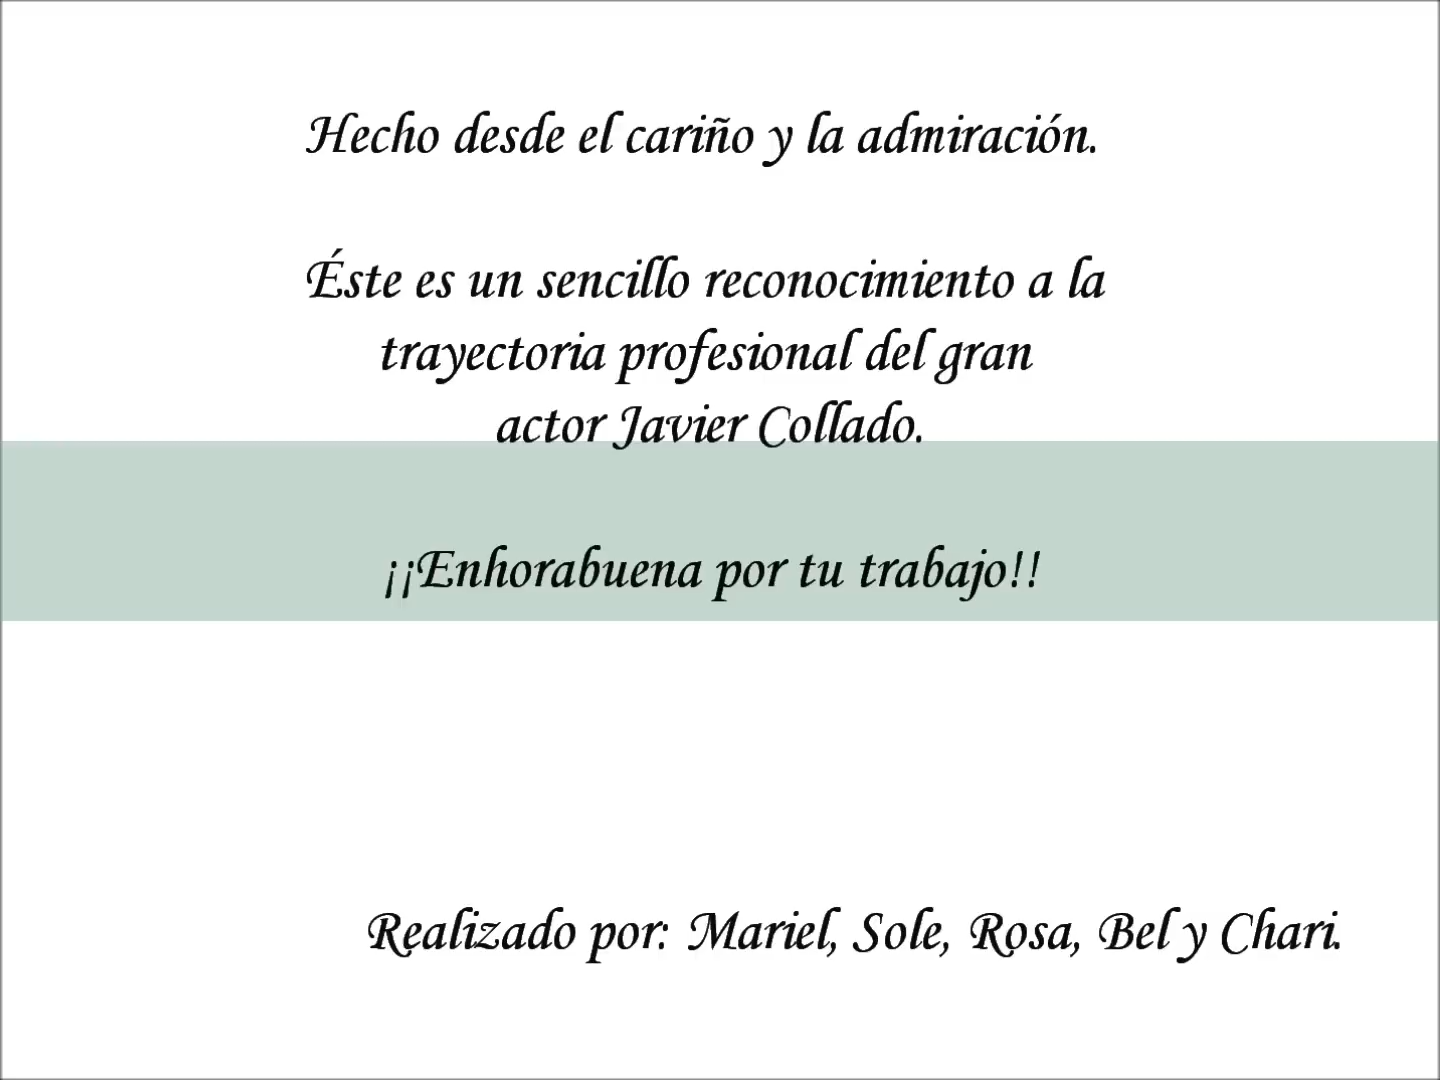 Hecho desde el cariño y la admiración.
Éste es un sencillo reconocimiento a la
trayectoria profesional del gran
actor Javier Collado.
¡¡Enhorabuena por tu trabajo!!
Realizado por: Mariel, Sole, Rosa, Bel y Chari.